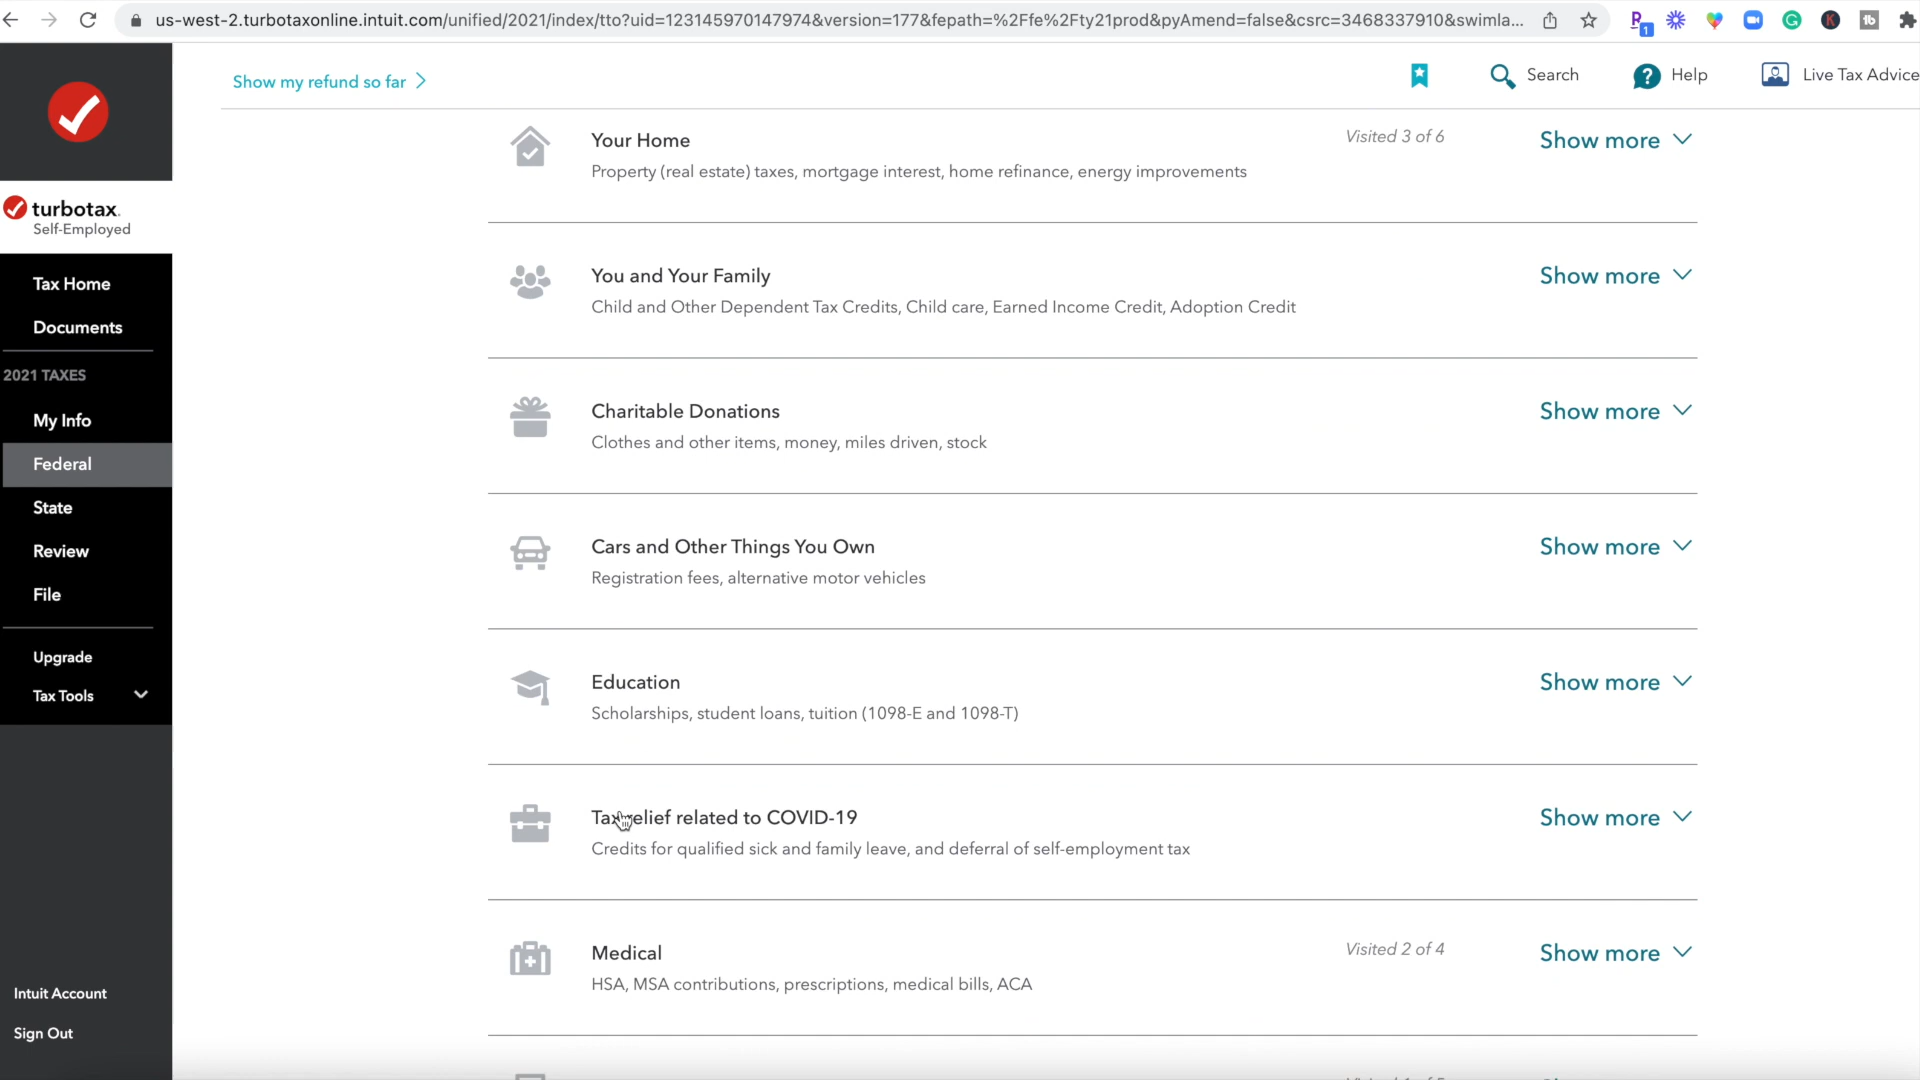 us-west-2.turbotaxonline.intuit.com/unified/2021/index/tto?uid=123145970147974&version=177&fepath=%2Ffe%2Fty21prod&pyAmend=false&csrc=3468337910&swimla...
1
Show my refund so far
Search
Help
Live Tax Advice
turbotax
Self-Employed
Tax Home
Documents
2021 TAXES
My Info
Federal
State
Review
File
Upgrade
Tax Tools
Intuit Account
Sign Out
Your Home
Visited 3 of 6
Show more
Property (real estate) taxes, mortgage interest, home refinance, energy improvements
You and Your Family
Show more
Child and Other Dependent Tax Credits, Child care, Earned Income Credit, Adoption Credit
Charitable Donations
Show more
Clothes and other items, money, miles driven, stock
Cars and Other Things You Own
Show more
Registration fees, alternative motor vehicles
Education
Show more
Scholarships, student loans, tuition (1098-E and 1098-T)
Tax relief related to COVID-19
Show more
Credits for qualified sick and family leave, and deferral of self-employment tax
Medical
Visited 2 of 4
Show more
HSA, MSA contributions, prescriptions, medical bills, ACA